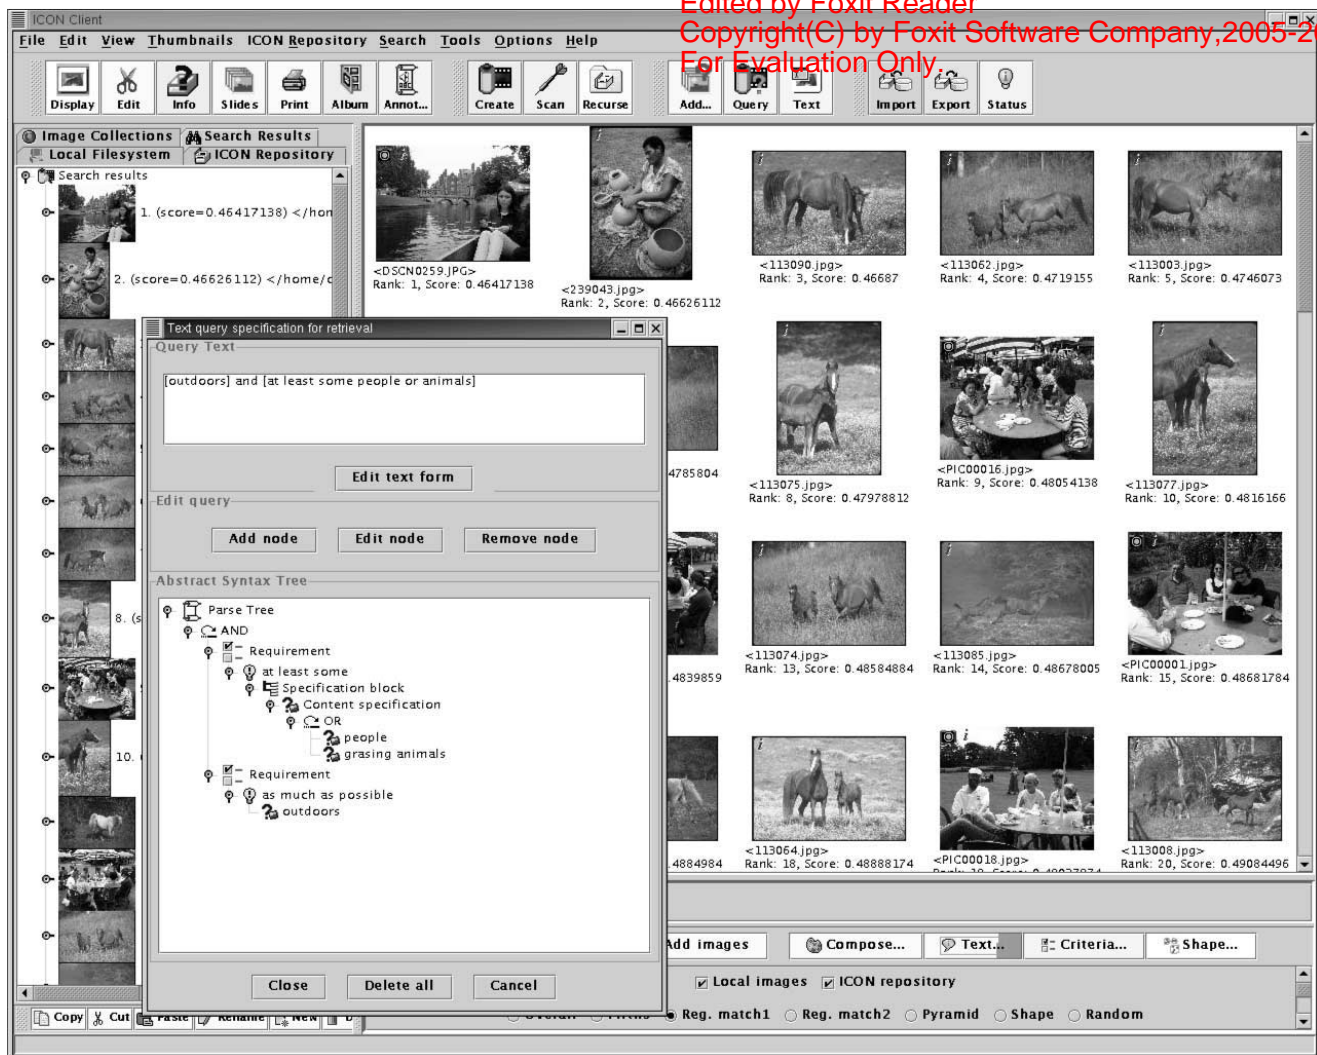 Edited by Foxit Reader
Copyright(C) by Foxit Software Company,2005-2
For Evaluation Only.
ICON Client
File Edit View Thumbnails ICON Repository Search Tools Options Help
Display Edit Info Slides Print Album Annot... Create Scan Recurse Add... Query Text Import Export Status
Image Collections Search Results
Local Filesystem ICON Repository
Search results
1. (score=0.46417138) </hon
2. (score=0.46626112) </home/c
8. (s
10.
<DSCN0259.JPG>
Rank: 1, Score: 0.46417138
<239043.jpg>
Rank: 2, Score: 0.46626112
<113090.jpg>
Rank: 3, Score: 0.46687
<113062.jpg>
Rank: 4, Score: 0.4719155
<113003.jpg>
Rank: 5, Score: 0.4746073
4785804
<113075.jpg>
Rank: 8, Score: 0.47978812
<PIC00016.jpg>
Rank: 9, Score: 0.48054138
<113077.jpg>
Rank: 10, Score: 0.4816166
.4839859
<113074.jpg>
Rank: 13, Score: 0.48584884
<113085.jpg>
Rank: 14, Score: 0.48678005
<PIC00001.jpg>
Rank: 15, Score: 0.48681784
.4884984
<113064.jpg>
Rank: 18, Score: 0.48888174
<PIC00018.jpg>
<113008.jpg>
Rank: 20, Score: 0.49084496
Text query specification for retrieval
Query Text
[outdoors] and [at least some people or animals]
Edit text form
Edit query
Add node Edit node Remove node
Abstract Syntax Tree
Parse Tree
AND
Requirement
at least some
Specification block
Content specification
OR
people
grasing animals
Requirement
as much as possible
outdoors
Close Delete all Cancel
Add images Compose... Text... Criteria... Shape...
Local images ICON repository
Reg. match1 Reg. match2 Pyramid Shape Random
Copy Cut Paste Rename New